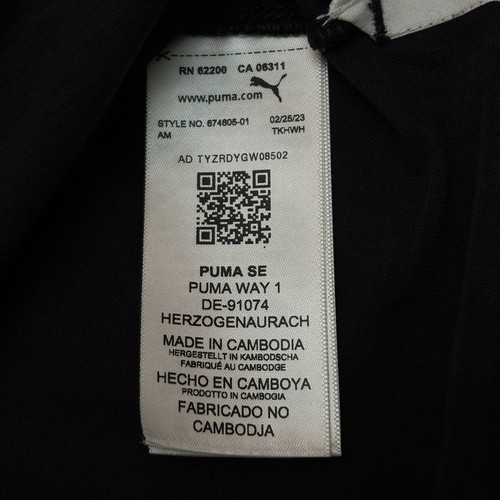 RN 62200 CA 06311
www.puma.com
STYLE NO. 674605-01 02/25/23
AM TKHWH
AD TYZRDYGW08502
PUMA SE
PUMA WAY 1
DE-91074
HERZOGENAURACH
MADE IN CAMBODIA
HERGESTELLT IN KAMBODSCHA
FABRIQUÉ AU CAMBODGE
HECHO EN CAMBOYA
PRODOTTO IN CAMBOGIA
FABRICADO NO
CAMBODJA